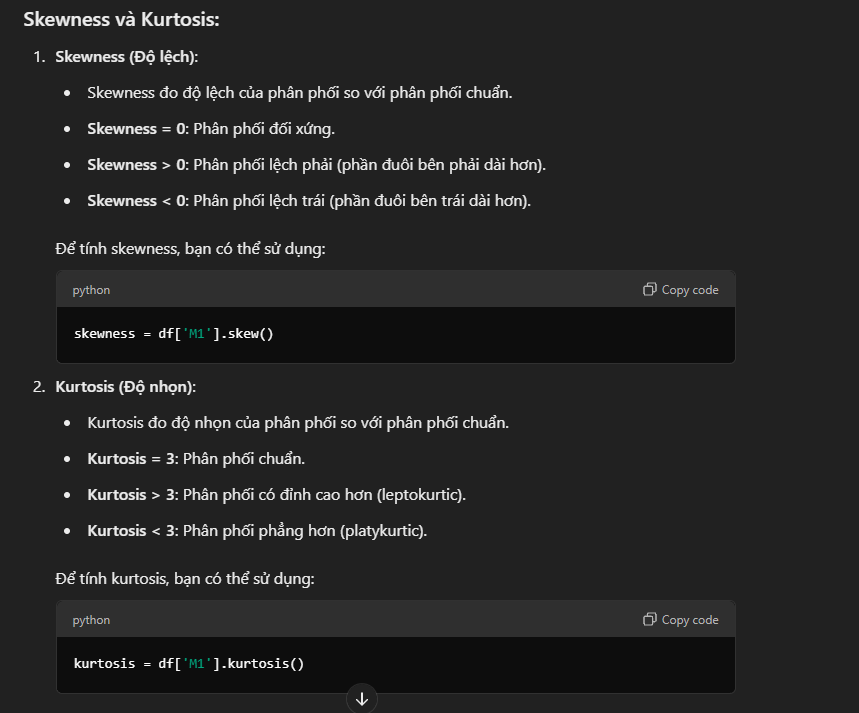 Skewness và Kurtosis:
1. Skewness (Độ lệch):
• Skewness đo độ lệch của phân phối so với phân phối chuẩn.
• Skewness = 0: Phân phối đối xứng.
• Skewness > 0: Phân phối lệch phải (phần đuôi bên phải dài hơn).
• Skewness < 0: Phân phối lệch trái (phần đuôi bên trái dài hơn).
Để tính skewness, bạn có thể sử dụng:
python Copy code
skewness = df['M1'].skew()
2. Kurtosis (Độ nhọn):
• Kurtosis đo độ nhọn của phân phối so với phân phối chuẩn.
• Kurtosis = 3: Phân phối chuẩn.
• Kurtosis > 3: Phân phối có đỉnh cao hơn (leptokurtic).
• Kurtosis < 3: Phân phối phẳng hơn (platykurtic).
Để tính kurtosis, bạn có thể sử dụng:
python Copy code
kurtosis = df['M1'].kurtosis()